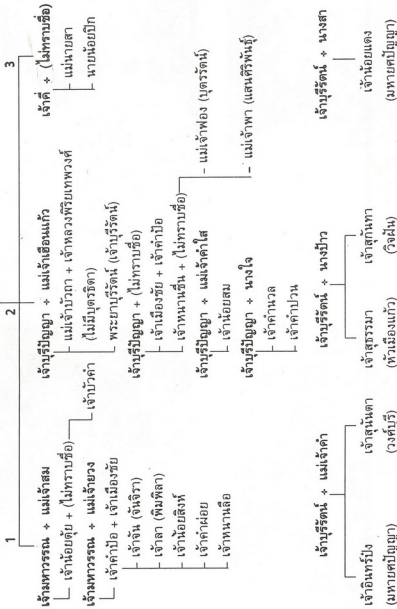 1
เจ้ามหาวรรณ + แม่เจ้าสม
เจ้าน้อยตุ้ย + (ไม่ทราบชื่อ)
เจ้าบัวคำ
เจ้ามหาวรรณ + แม่เจ้ายวง
เจ้าคำป้อ + เจ้าเมืองชัย
เจ้าจัน (จันจิรา)
เจ้าลา (พิมพิลา)
เจ้าน้อยสิงห์
เจ้าคำฝอย
เจ้าหนานลือ
2
เจ้าบุรีปัญญา + แม่เจ้าเฮือนแก้ว
แม่เจ้าบัวถา + เจ้าหลวงพิริยเทพวงศ์
(ไม่มีบุตรธิดา)
พระยาบุรีรัตน์ (เจ้าบุรีรัตน์)
เจ้าบุรีปัญญา + (ไม่ทราบชื่อ)
เจ้าเมืองชัย + เจ้าคำป้อ
เจ้าหนานขึ้น + (ไม่ทราบชื่อ)
แม่เจ้าฟอง (บุตรรัตน์)
แม่เจ้าพา (แสนศิริพันธุ์)
เจ้าบุรีปัญญา + แม่เจ้าคำใส
เจ้าน้อยสม
เจ้าบุรีปัญญา + นางใจ
เจ้าคำนวล
เจ้าคำป่วน
3
เจ้าคี + (ไม่ทราบชื่อ)
แม่นายสา
นายน้อยปิก
เจ้าบุรีรัตน์ + แม่เจ้าคำ
เจ้าอินทร์ปั๋ง
(มหายศปัญญา)
เจ้าสุนันตา
(วงศ์บุรี)
เจ้าบุรีรัตน์ + นางป้าว
เจ้าสุธรรมา
(หัวเมืองแก้ว)
เจ้าสุกันทา
(วิจฝัน)
เจ้าบุรีรัตน์ + นางสา
เจ้าน้อยแดง
(มหายศปัญญา)